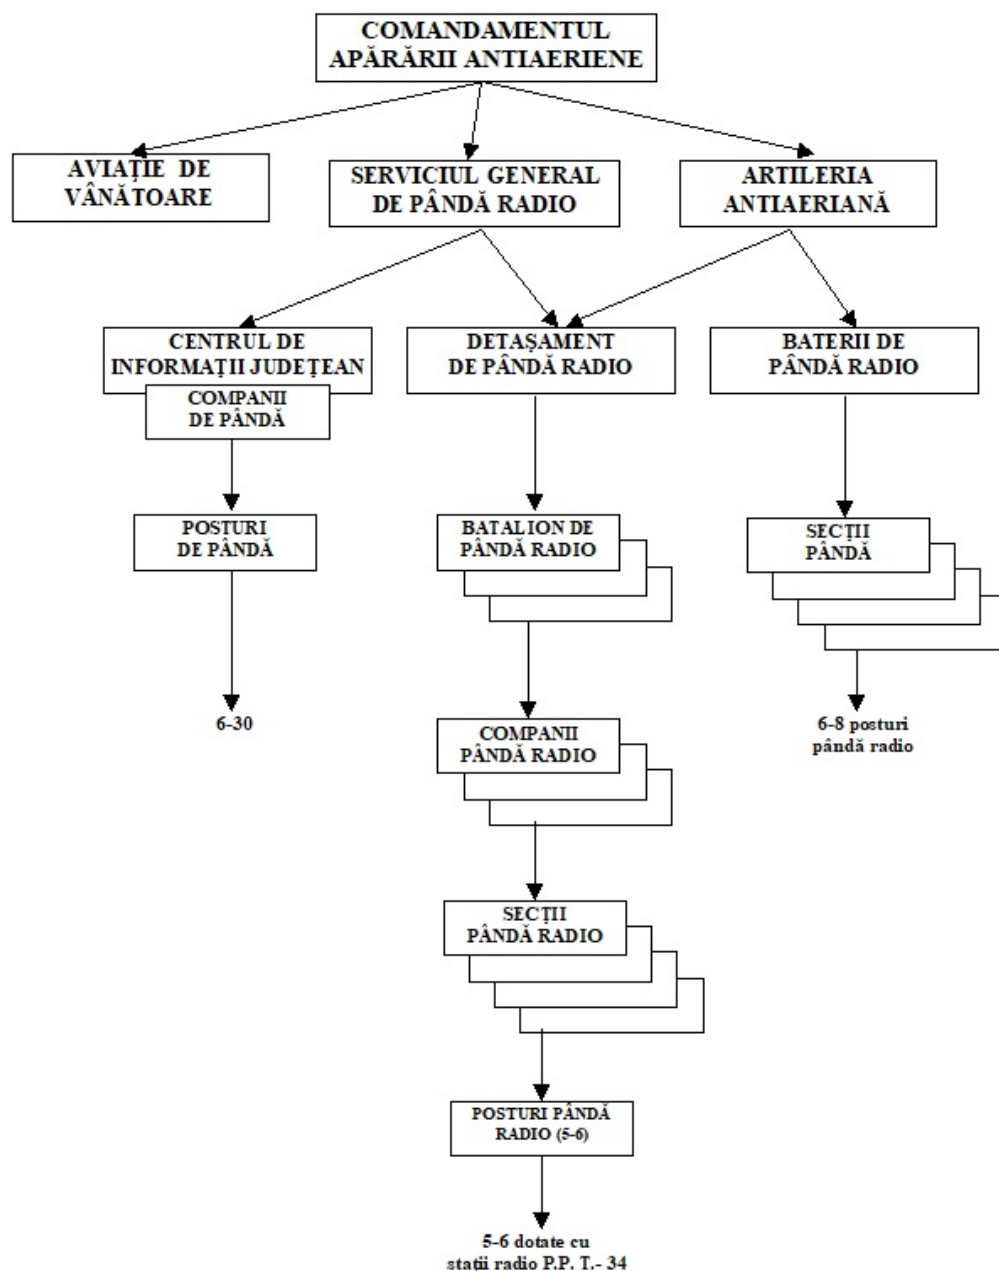 COMANDAMENTUL
APĂRĂRII ANTIAERIENE
AVIAȚIE DE
VÂNĂTOARE
SERVICIUL GENERAL
DE PÂNDĂ RADIO
ARTILERIA
ANTIAERIANĂ
CENTRUL DE
INFORMAȚII JUDEȚEAN
COMPANII
DE PÂNDĂ
DETAȘAMENT
DE PÂNDĂ RADIO
BATERII DE
PÂNDĂ RADIO
POSTURI
DE PÂNDĂ
BATALION DE
PÂNDĂ RADIO
SECȚII
PÂNDĂ
6-30
COMPANII
PÂNDĂ RADIO
6-8 posturi
pândă radio
SECȚII
PÂNDĂ RADIO
POSTURI PÂNDĂ
RADIO (5-6)
5-6 dotate cu
stații radio P.P. T.- 34